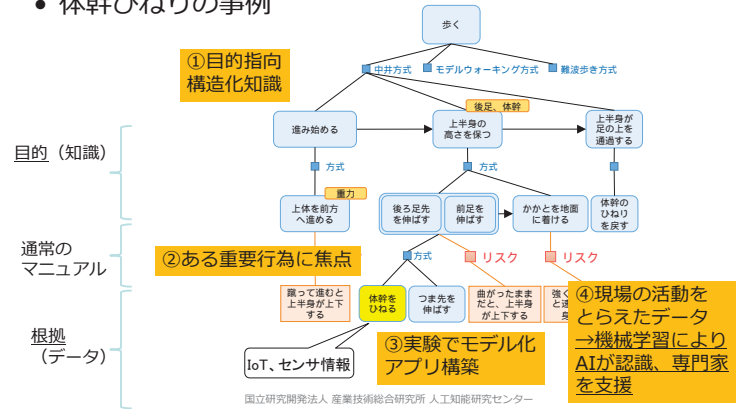 • 体幹ひねりの事例
歩く
①目的指向
構造化知識
中井方式
モデルウォーキング方式
難波歩き方式
後足、体幹
進み始める
上半身の
高さを保つ
上半身が
足の上を
通過する
目的（知識）
方式
方式
重力
上体を前方
へ進める
後ろ足先
を伸ばす
前足を
伸ばす
かかとを地面
に着ける
体幹の
ひねり
を戻す
通常の
マニュアル
②ある重要行為に焦点
方式
リスク
リスク
蹴って進むと
上半身が上下
する
体幹を
ひねる
つま先を
伸ばす
曲がったまま
だと、上半身
が上下する
強く
と
身
④現場の活動を
とらえたデータ
→機械学習により
AIが認識、専門家
を支援
根拠
（データ）
③実験でモデル化
アプリ構築
IoT、センサ情報
国立研究開発法人 産業技術総合研究所 人工知能研究センター